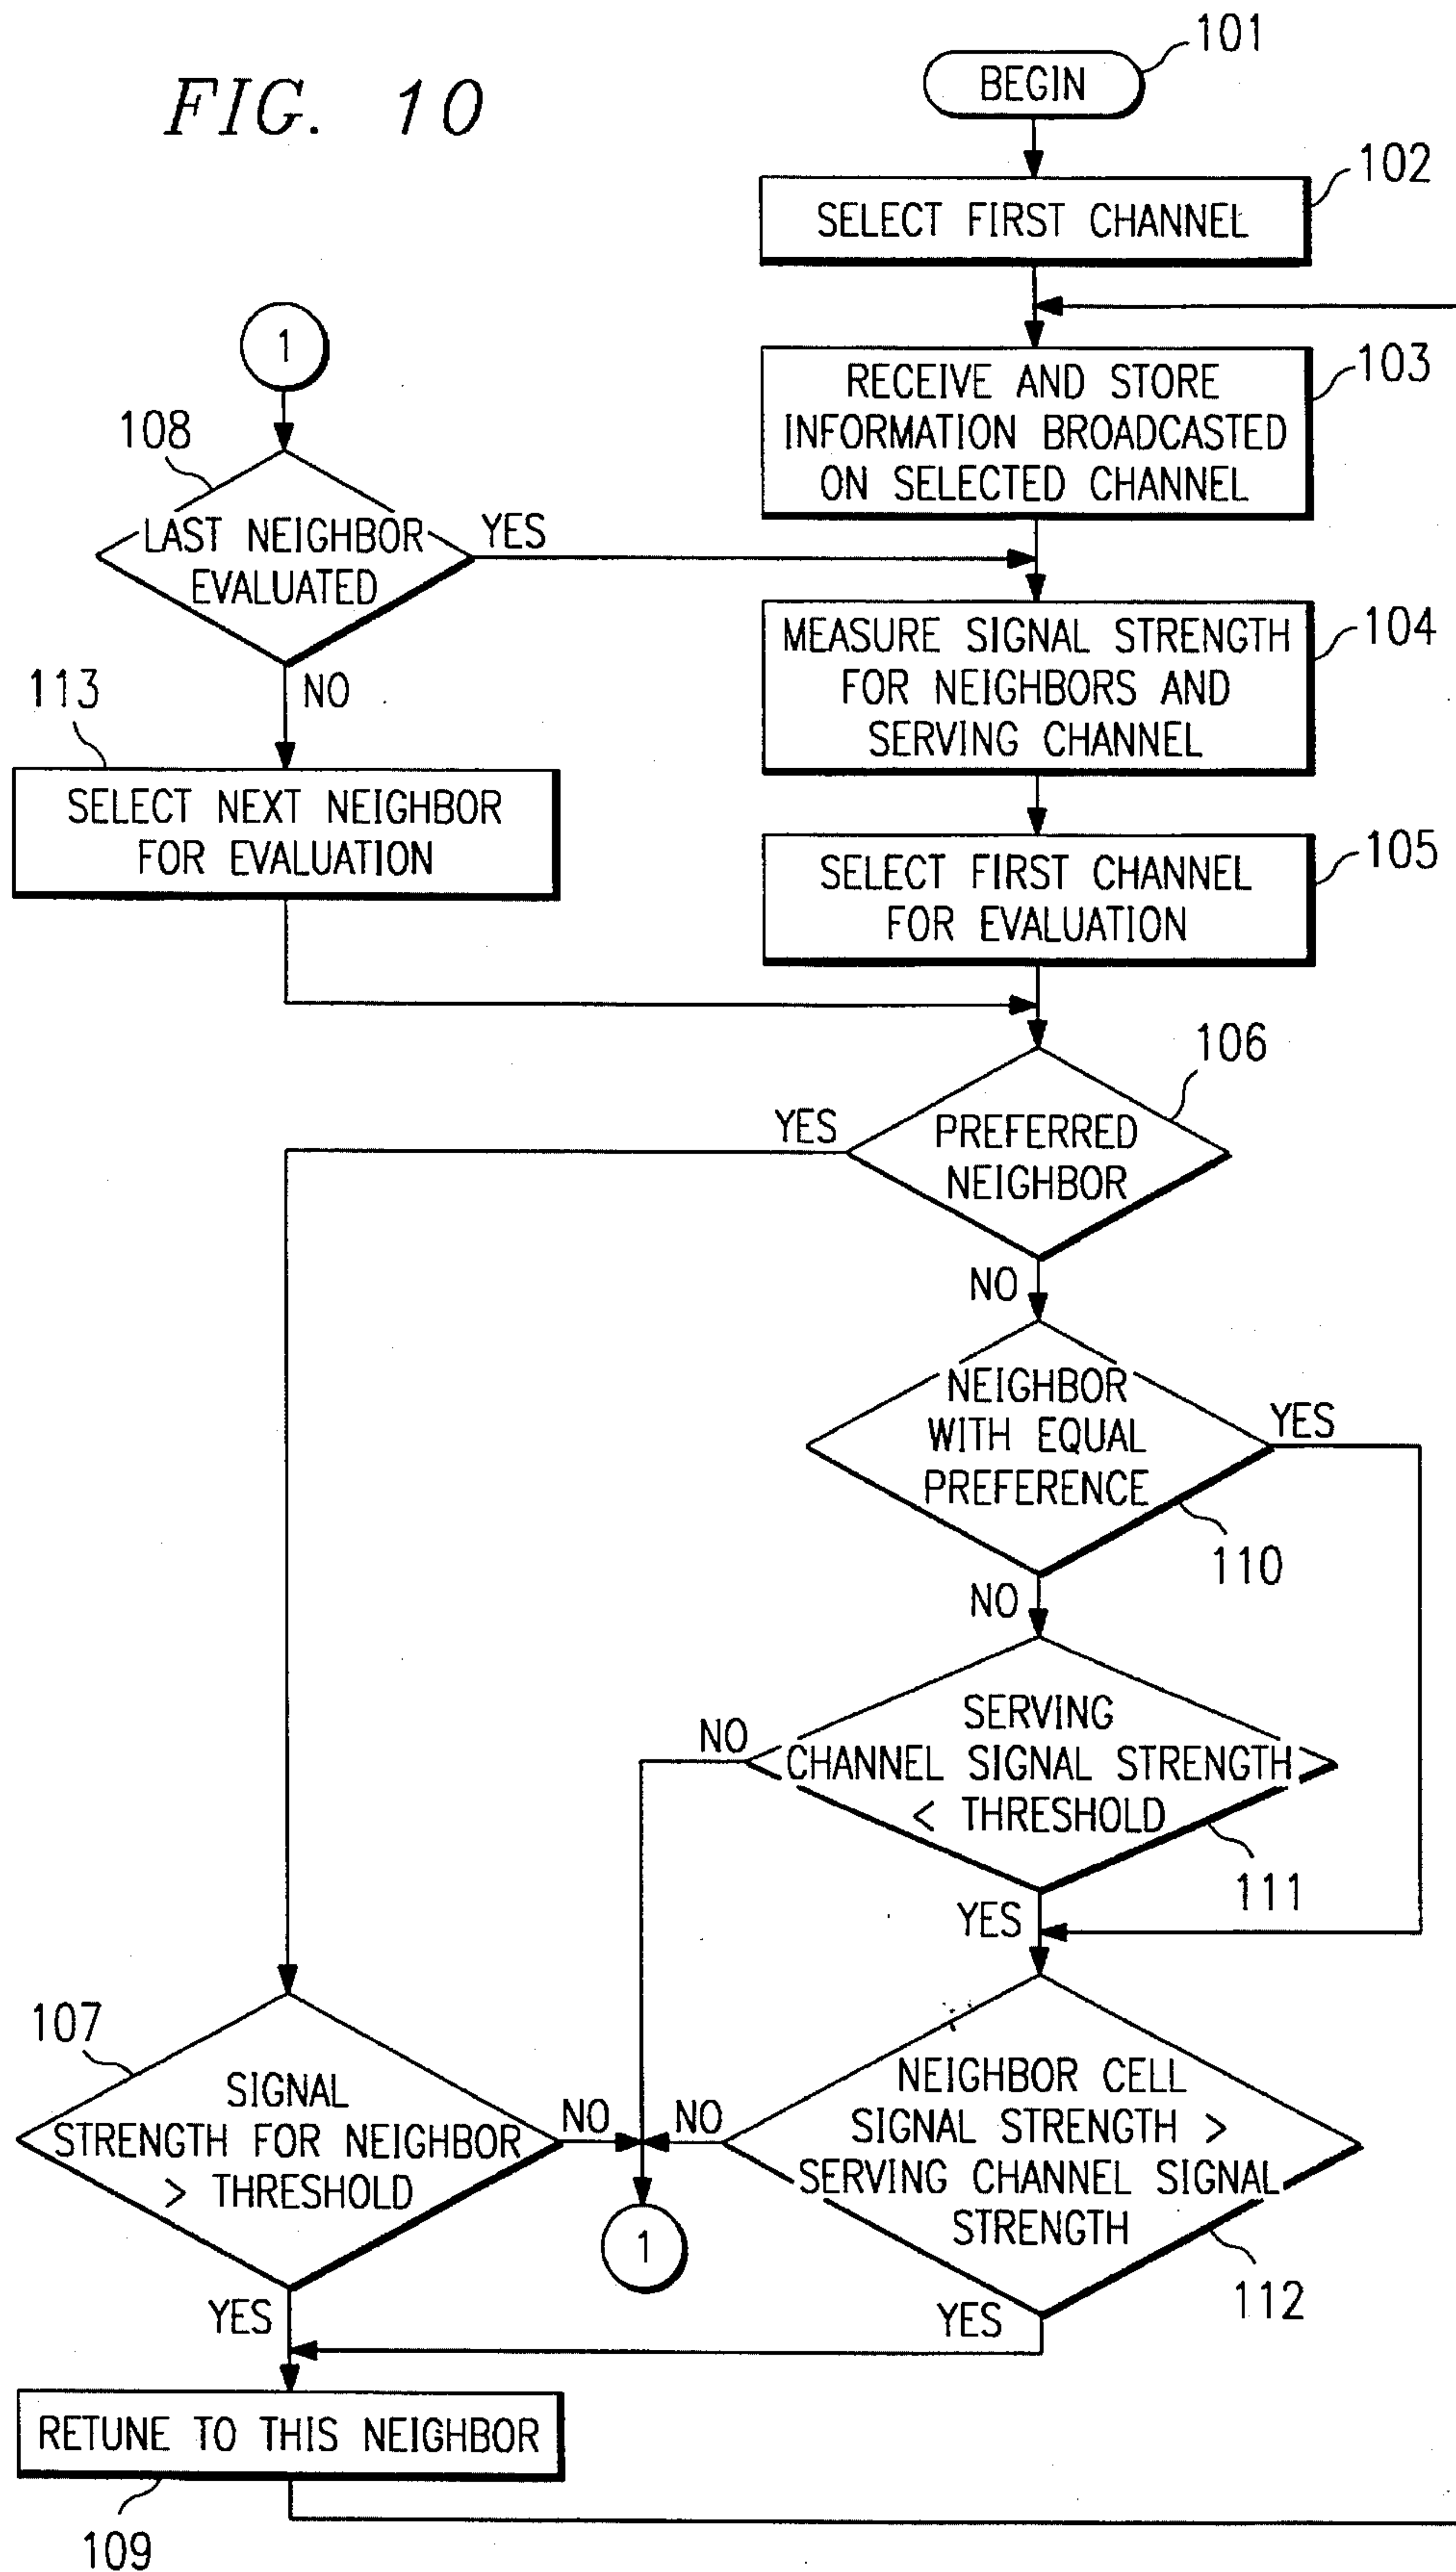 FIG. 10
101
BEGIN
102
SELECT FIRST CHANNEL
1
103
RECEIVE AND STORE
INFORMATION BROADCASTED
ON SELECTED CHANNEL
108
LAST NEIGHBOR
EVALUATED
YES
NO
104
MEASURE SIGNAL STRENGTH
FOR NEIGHBORS AND
SERVING CHANNEL
113
SELECT NEXT NEIGHBOR
FOR EVALUATION
105
SELECT FIRST CHANNEL
FOR EVALUATION
106
PREFERRED
NEIGHBOR
YES
NO
NEIGHBOR
WITH EQUAL
PREFERENCE
YES
110
NO
SERVING
CHANNEL SIGNAL STRENGTH
< THRESHOLD
NO
111
YES
107
SIGNAL
STRENGTH FOR NEIGHBOR
> THRESHOLD
NO
NO
NEIGHBOR CELL
SIGNAL STRENGTH >
SERVING CHANNEL SIGNAL
STRENGTH
1
112
YES
YES
RETUNE TO THIS NEIGHBOR
109